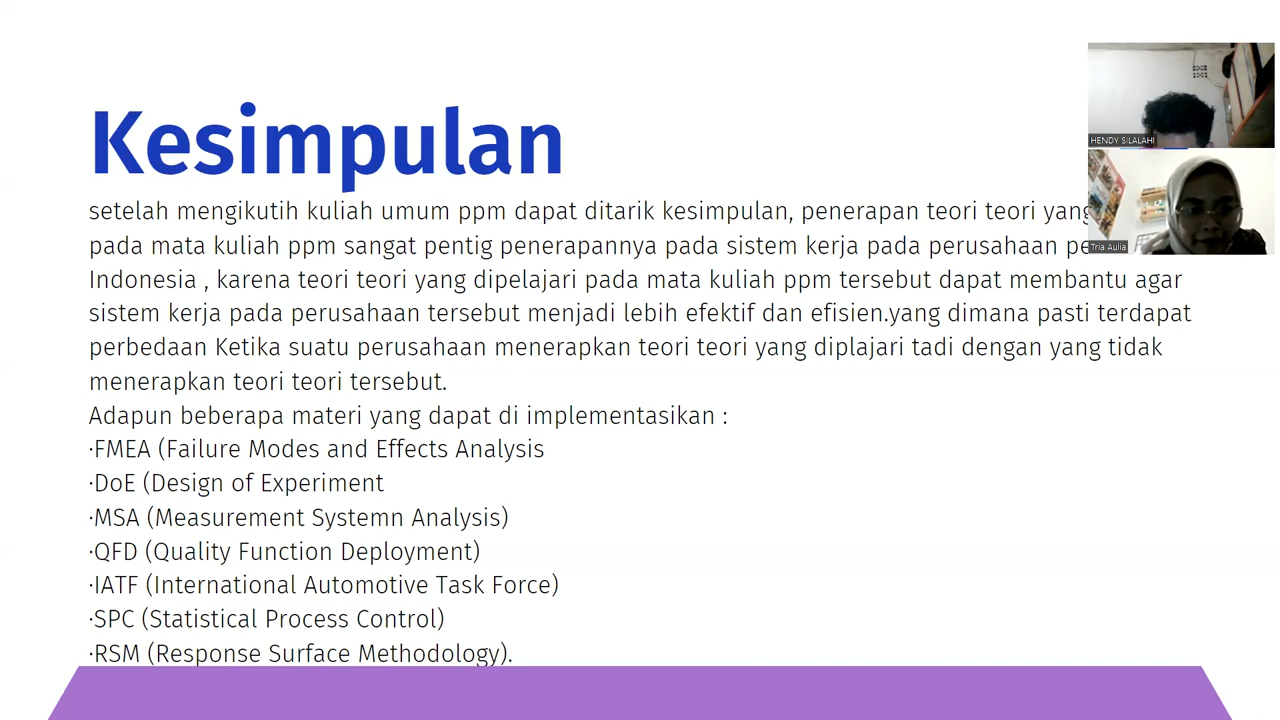 Kesimpulan
setelah mengikutih kuliah umum ppm dapat ditarik kesimpulan, penerapan teori teori yang
pada mata kuliah ppm sangat pentig penerapannya pada sistem kerja pada perusahaan
Indonesia , karena teori teori yang dipelajari pada mata kuliah ppm tersebut dapat membantu agar
sistem kerja pada perusahaan tersebut menjadi lebih efektif dan efisien.yang dimana pasti terdapat
perbedaan Ketika suatu perusahaan menerapkan teori teori yang diplajari tadi dengan yang tidak
menerapkan teori teori tersebut.
Adapun beberapa materi yang dapat di implementasikan :
·FMEA (Failure Modes and Effects Analysis
·DoE (Design of Experiment
·MSA (Measurement Systemn Analysis)
·QFD (Quality Function Deployment)
·IATF (International Automotive Task Force)
·SPC (Statistical Process Control)
·RSM (Response Surface Methodology).
HENDY SILALAHI
Tria Aulia